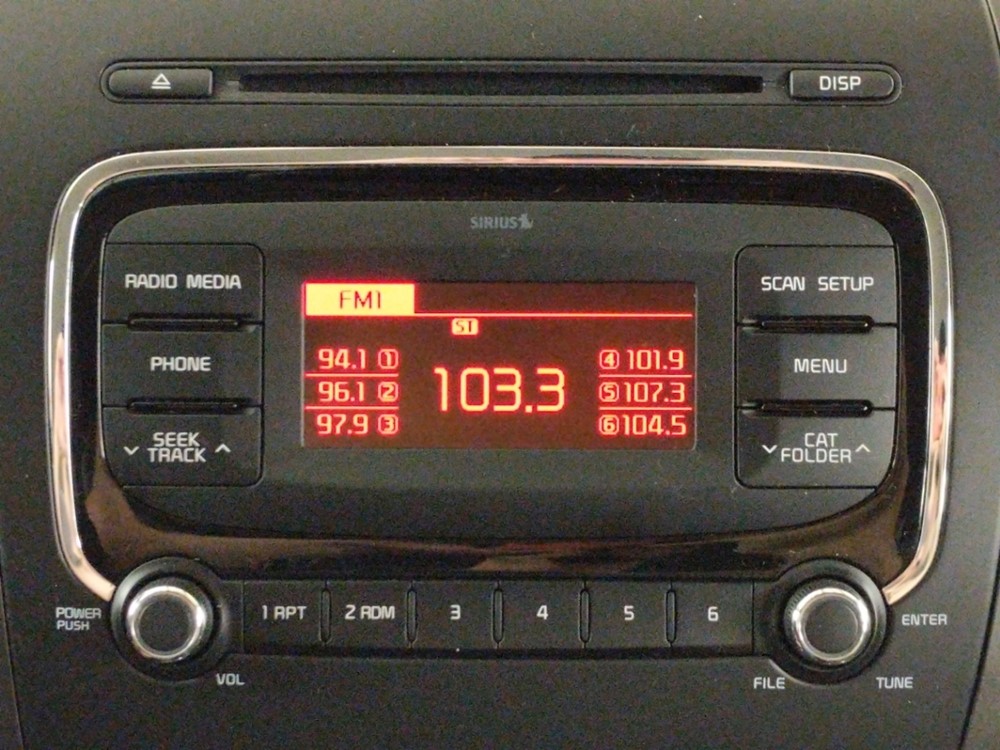 DISP
SIRIUS
RADIO MEDIA
SCAN SETUP
FM1
ST
PHONE
94.1 1
4 101.9
MENU
96.1 2
103.3
5 107.3
97.9 3
6 104.5
SEEK
TRACK
CAT
FOLDER
POWER
PUSH
1 RPT
2 RDM
3
4
5
6
ENTER
VOL
FILE
TUNE